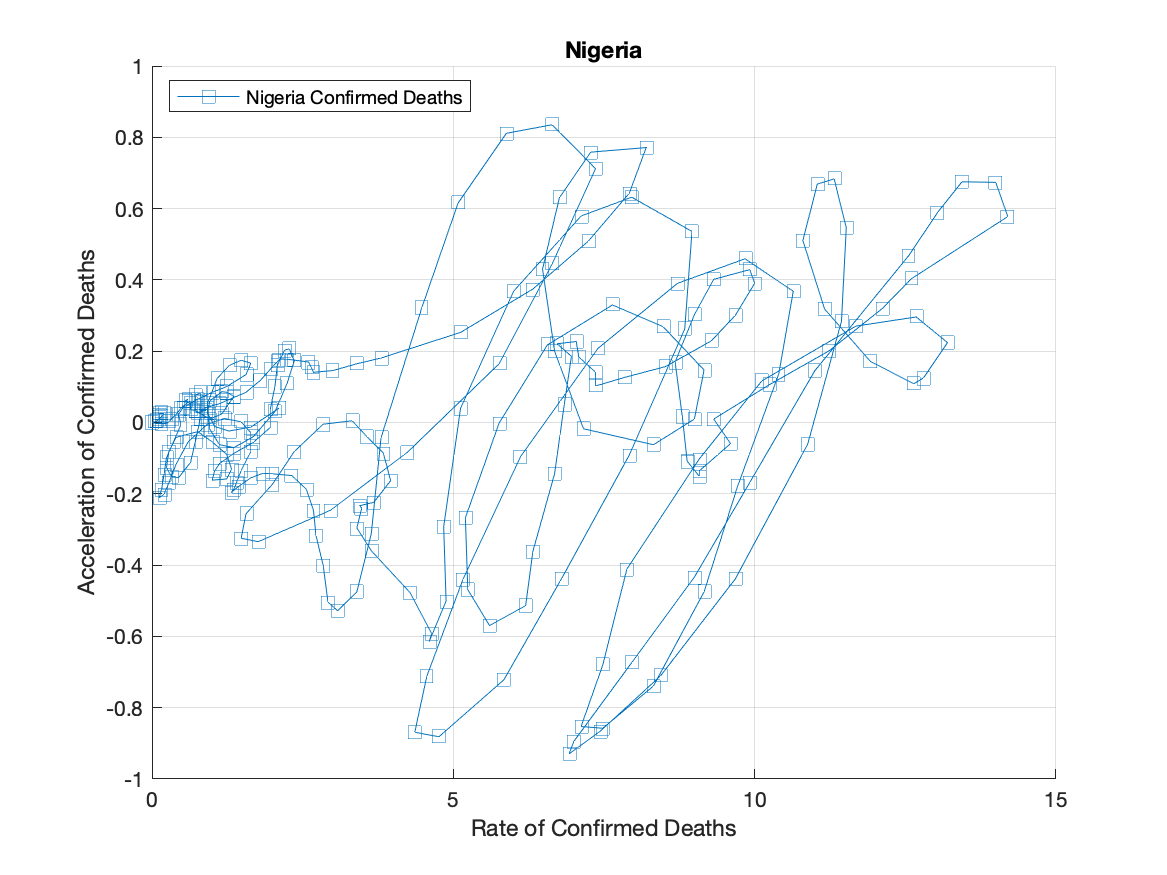 Nigeria
Nigeria Confirmed Deaths
1
0.8
0.6
0.4
0.2
0
-0.2
-0.4
-0.6
-0.8
-1
Acceleration of Confirmed Deaths
0 5 10 15
Rate of Confirmed Deaths